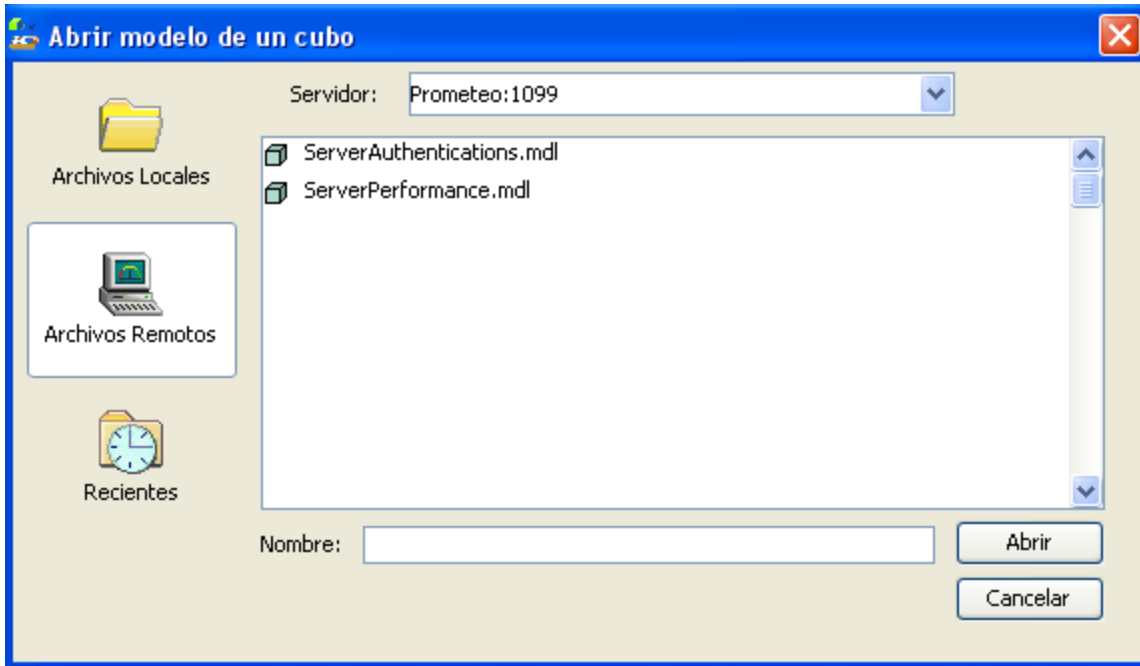 Abrir modelo de un cubo
Servidor: Prometeo:1099
Archivos Locales
Archivos Remotos
Recientes
ServerAuthentications.mdl
ServerPerformance.mdl
Nombre:
Abrir
Cancelar